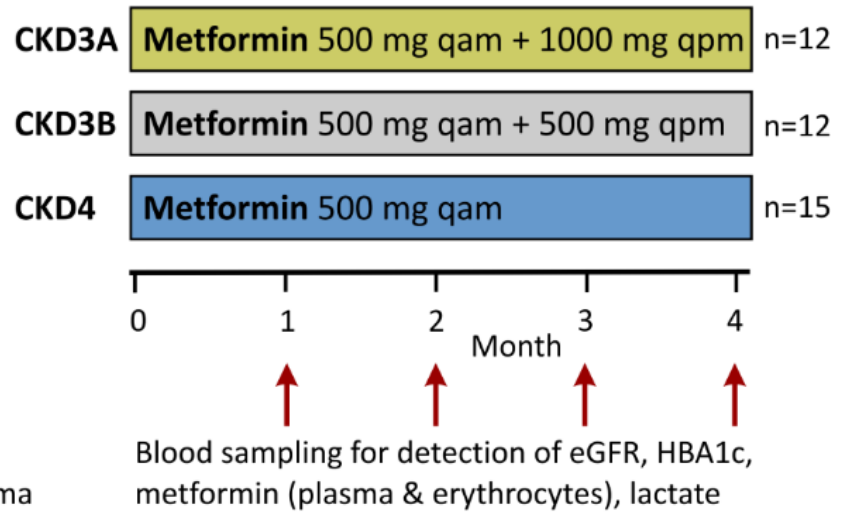 CKD3A Metformin 500 mg qam + 1000 mg qpm n=12
CKD3B Metformin 500 mg qam + 500 mg qpm n=12
CKD4 Metformin 500 mg qam n=15
0 1 2 3 4
Month
Blood sampling for detection of eGFR, HBA1c,
ma metformin (plasma & erythrocytes), lactate